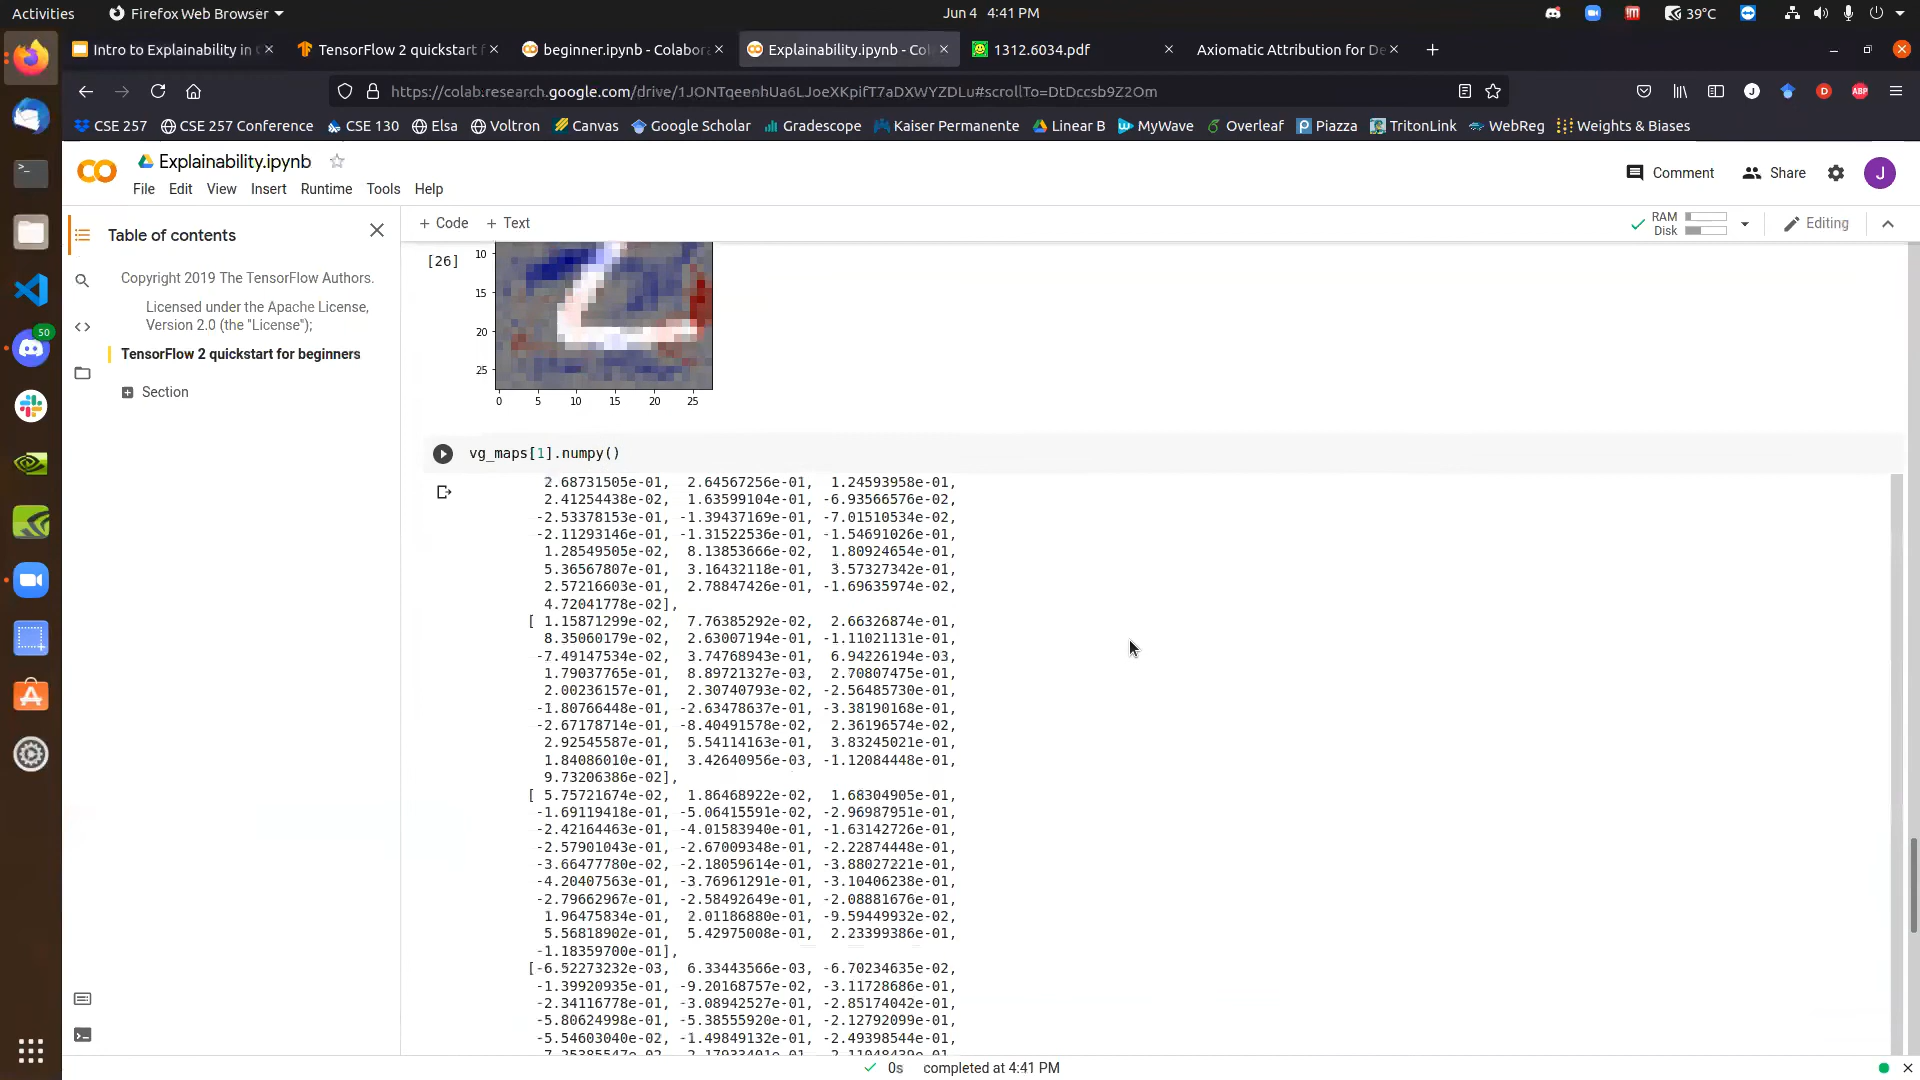 Activities
Firefox Web Browser
Jun 4 4:41 PM
39°C
Intro to Explainability in
TensorFlow 2 quickstart f
beginner.ipynb - Colabora
Explainability.ipynb - Co
1312.6034.pdf
Axiomatic Attribution for De
https://colab.research.google.com/drive/1JONTqeenhUa6LJoeXKpifT7aDXWYZDLu#scrollTo=DtDccsb9Z2Om
CSE 257
CSE 257 Conference
CSE 130
Elsa
Voltron
Canvas
Google Scholar
Gradescope
Kaiser Permanente
Linear B
MyWave
Overleaf
Piazza
TritonLink
WebReg
Weights & Biases
Explainability.ipynb
File Edit View Insert Runtime Tools Help
Comment
Share
J
Table of contents
+ Code + Text
RAM
Disk
Editing
Copyright 2019 The TensorFlow Authors.
Licensed under the Apache License,
Version 2.0 (the "License");
TensorFlow 2 quickstart for beginners
Section
50
[26]
10
15
20
25
0 5 10 15 20 25
vg_maps[1].numpy()
2.68731505e-01, 2.64567256e-01, 1.24593958e-01,
2.41254438e-02, 1.63599104e-01, -6.93566576e-02,
-2.53378153e-01, -1.39437169e-01, -7.01510534e-02,
-2.11293146e-01, -1.31522536e-01, -1.54691026e-01,
1.28549505e-02, 8.13853666e-02, 1.80924654e-01,
5.36567807e-01, 3.16432118e-01, 3.57327342e-01,
2.57216603e-01, 2.78847426e-01, -1.69635974e-02,
4.72041778e-02],
[ 1.15871299e-02, 7.76385292e-02, 2.66326874e-01,
8.35060179e-02, 2.63007194e-01, -1.11021131e-01,
-7.49147534e-02, 3.74768943e-01, 6.94226194e-03,
1.79037765e-01, 8.89721327e-03, 2.70807475e-01,
2.00236157e-01, 2.30740793e-02, -2.56485730e-01,
-1.80766448e-01, -2.63478637e-01, -3.38190168e-01,
-2.67178714e-01, -8.40491578e-02, 2.36196574e-02,
2.92545587e-01, 5.54114163e-01, 3.83245021e-01,
1.84086010e-01, 3.42640956e-03, -1.12084448e-01,
9.73206386e-02],
[ 5.75721674e-02, 1.86468922e-02, 1.68304905e-01,
-1.69119418e-01, -5.06415591e-02, -2.96987951e-01,
-2.42164463e-01, -4.01583940e-01, -1.63142726e-01,
-2.57901043e-01, -2.67009348e-01, -2.22874448e-01,
-3.66477780e-02, -2.18059614e-01, -3.88027221e-01,
-4.20407563e-01, -3.76961291e-01, -3.10406238e-01,
-2.79662967e-01, -2.58492649e-01, -2.08881676e-01,
1.96475834e-01, 2.01186880e-01, -9.59449932e-02,
5.56818902e-01, 5.42975008e-01, 2.23399386e-01,
-1.18359700e-01],
[-6.52273232e-03, 6.33443566e-03, -6.70234635e-02,
-1.39920935e-01, -9.20168757e-02, -3.11728686e-01,
-2.34116778e-01, -3.08942527e-01, -2.85174042e-01,
-5.80624998e-01, -5.38555920e-01, -2.12792099e-01,
-5.54603040e-02, -1.49849132e-01, -2.49398544e-01,
0s completed at 4:41 PM